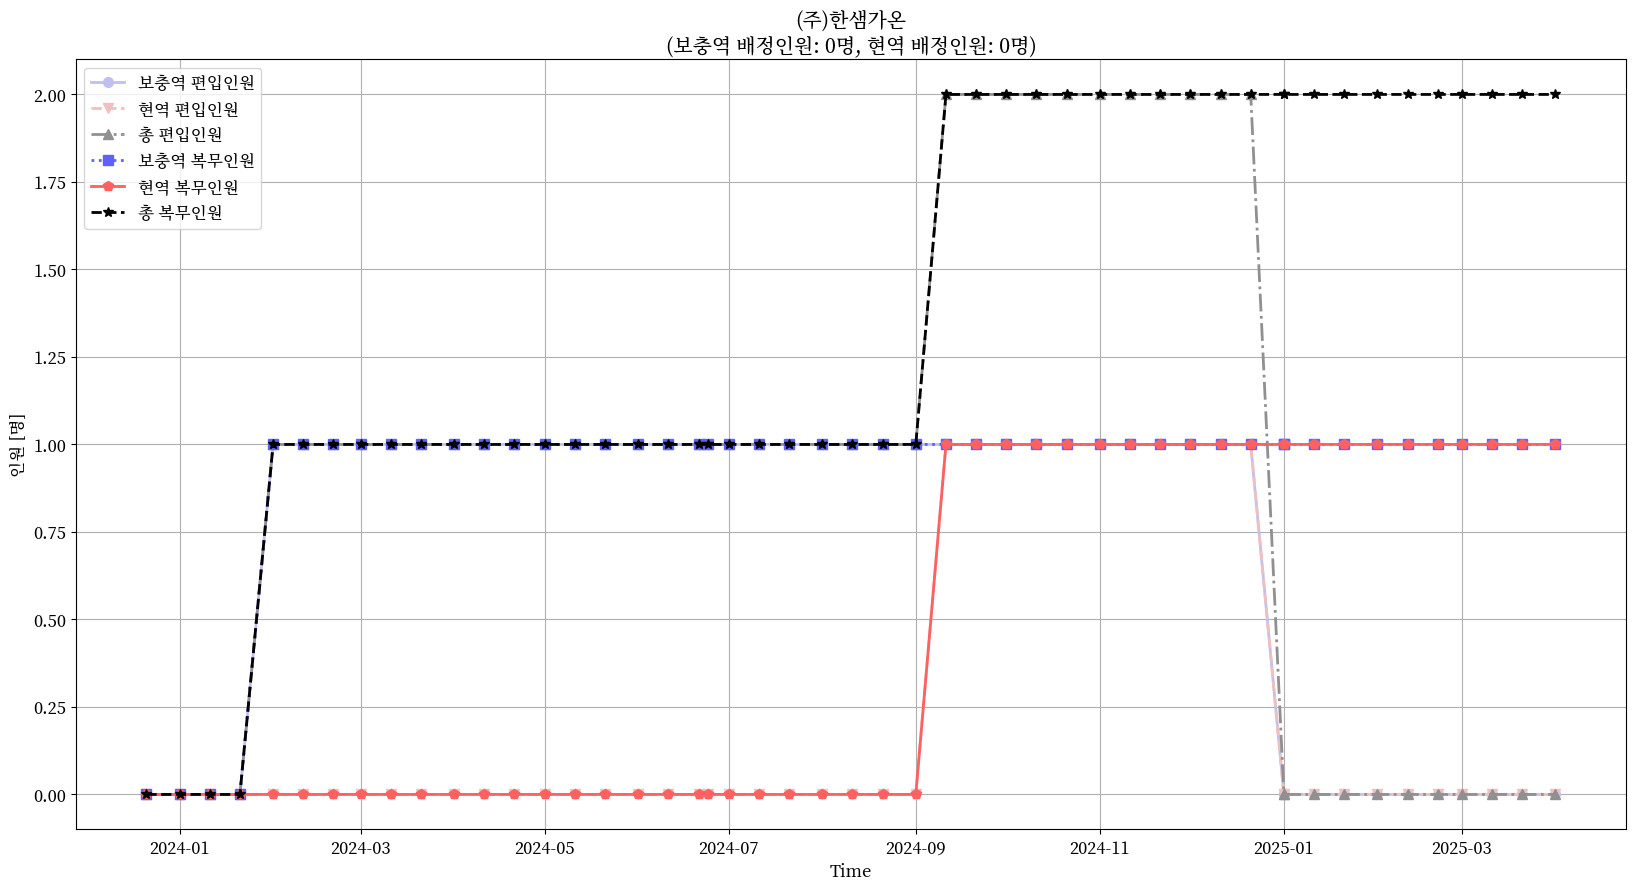 (주)한샘가온
(보충역 배정인원: 0명, 현역 배정인원: 0명)
보충역 편입인원
현역 편입인원
총 편입인원
보충역 복무인원
현역 복무인원
총 복무인원
2.00
1.75
1.50
1.25
1.00
0.75
0.50
0.25
0.00
인원 [명]
2024-01 2024-03 2024-05 2024-07 2024-09 2024-11 2025-01 2025-03
Time